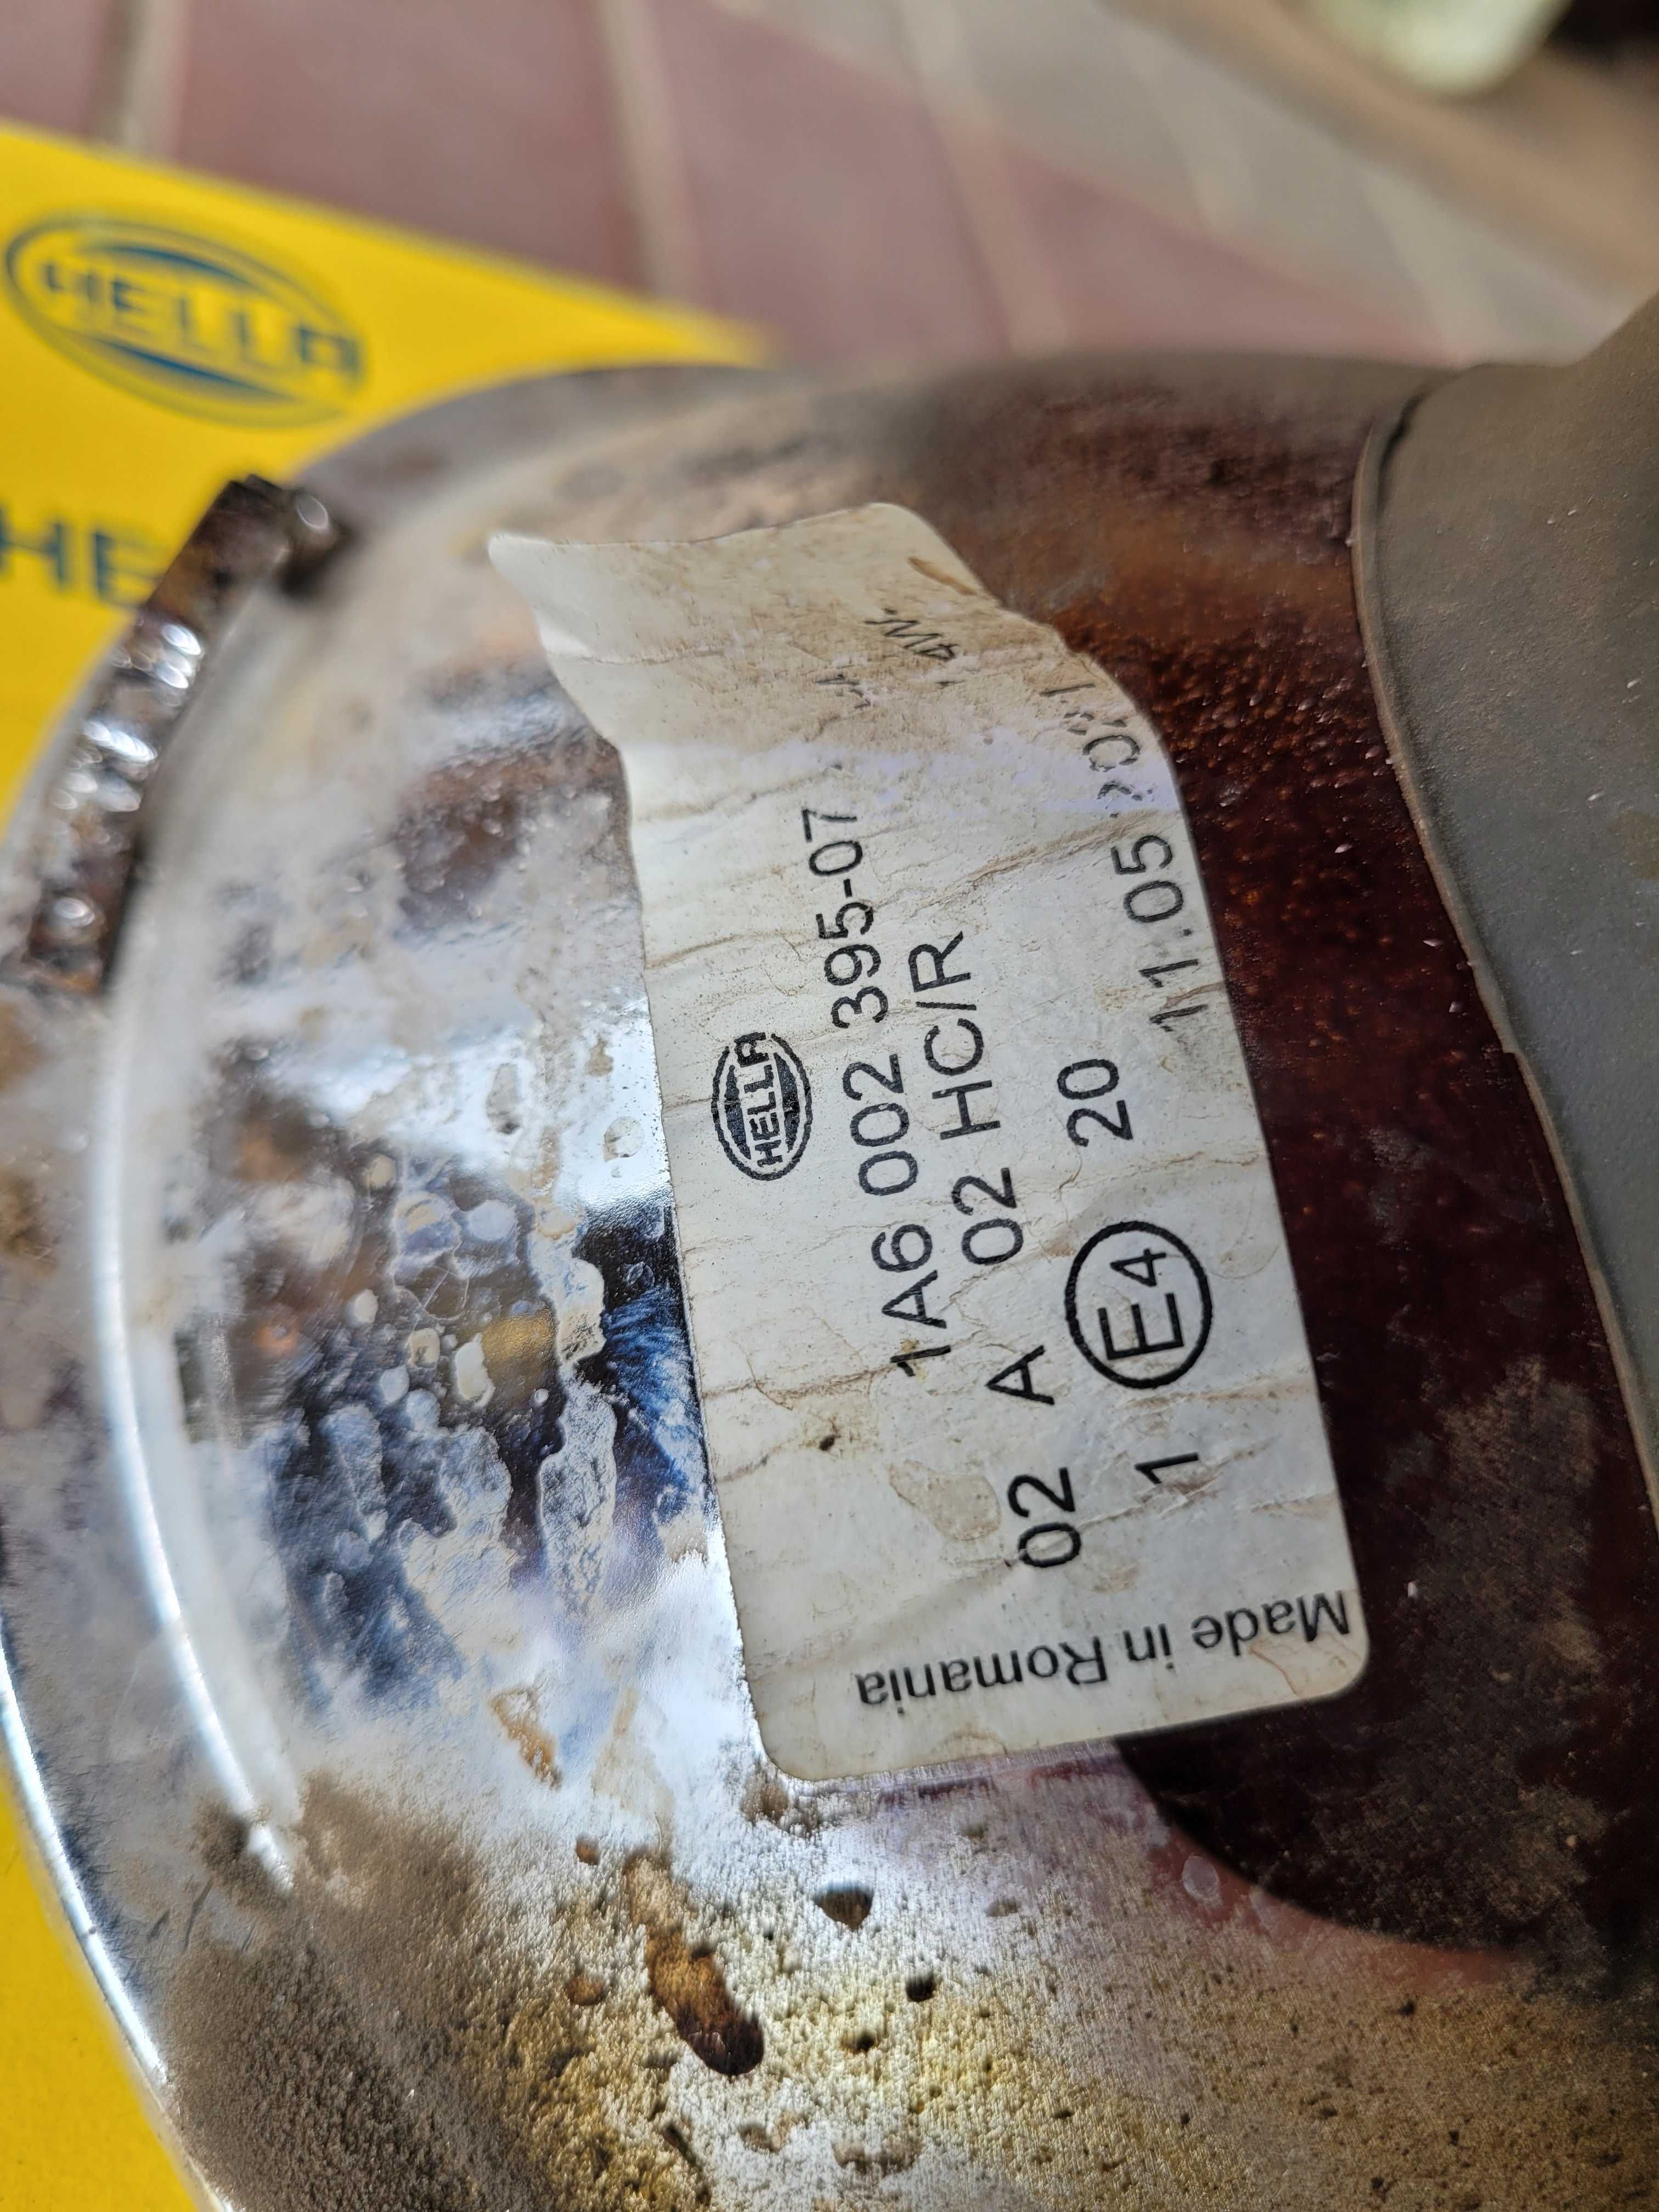 HELLA
HE
HELLA
1A6 002 395-07
02 HC/R
02 A
1 E4 20
11.05
Made in Romania